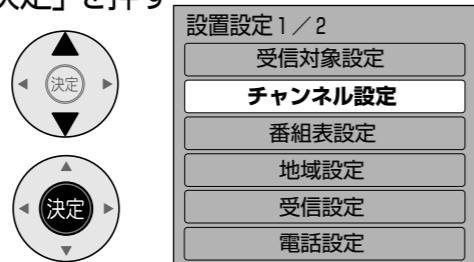 決定」を押す
設置設定1／2
受信対象設定
チャンネル設定
番組表設定
地域設定
受信設定
電話設定
決定
決定